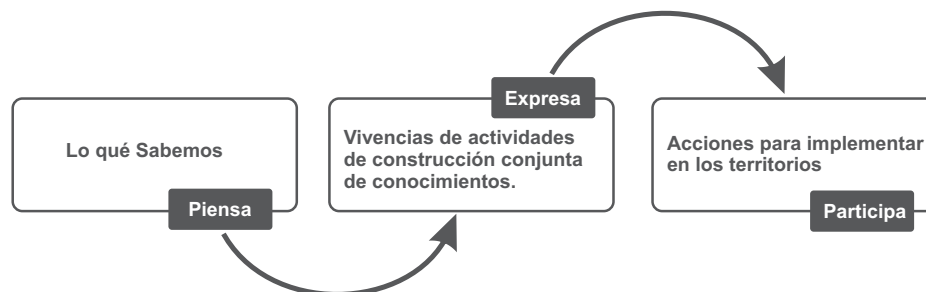 Lo qué Sabemos
Piensa
Expresa
Vivencias de actividades
de construcción conjunta
de conocimientos.
Acciones para implementar
en los territorios
Participa